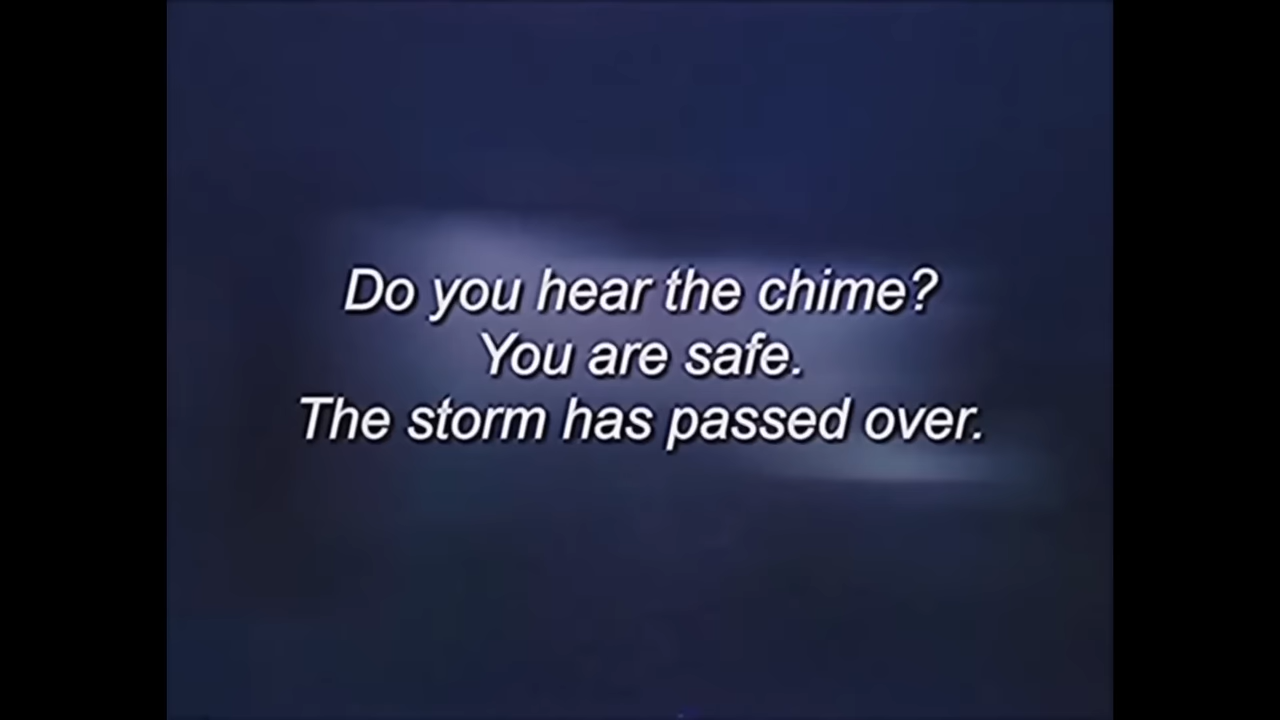 Do you hear the chime?
You are safe.
The storm has passed over.